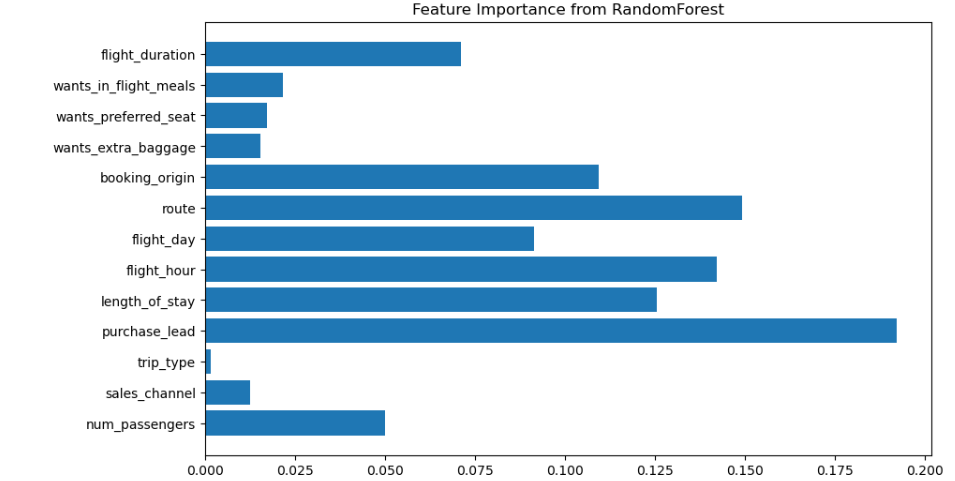 Feature Importance from RandomForest
flight_duration
wants_in_flight_meals
wants_preferred_seat
wants_extra_baggage
booking_origin
route
flight_day
flight_hour
length_of_stay
purchase_lead
trip_type
sales_channel
num_passengers
0.000 0.025 0.050 0.075 0.100 0.125 0.150 0.175 0.200